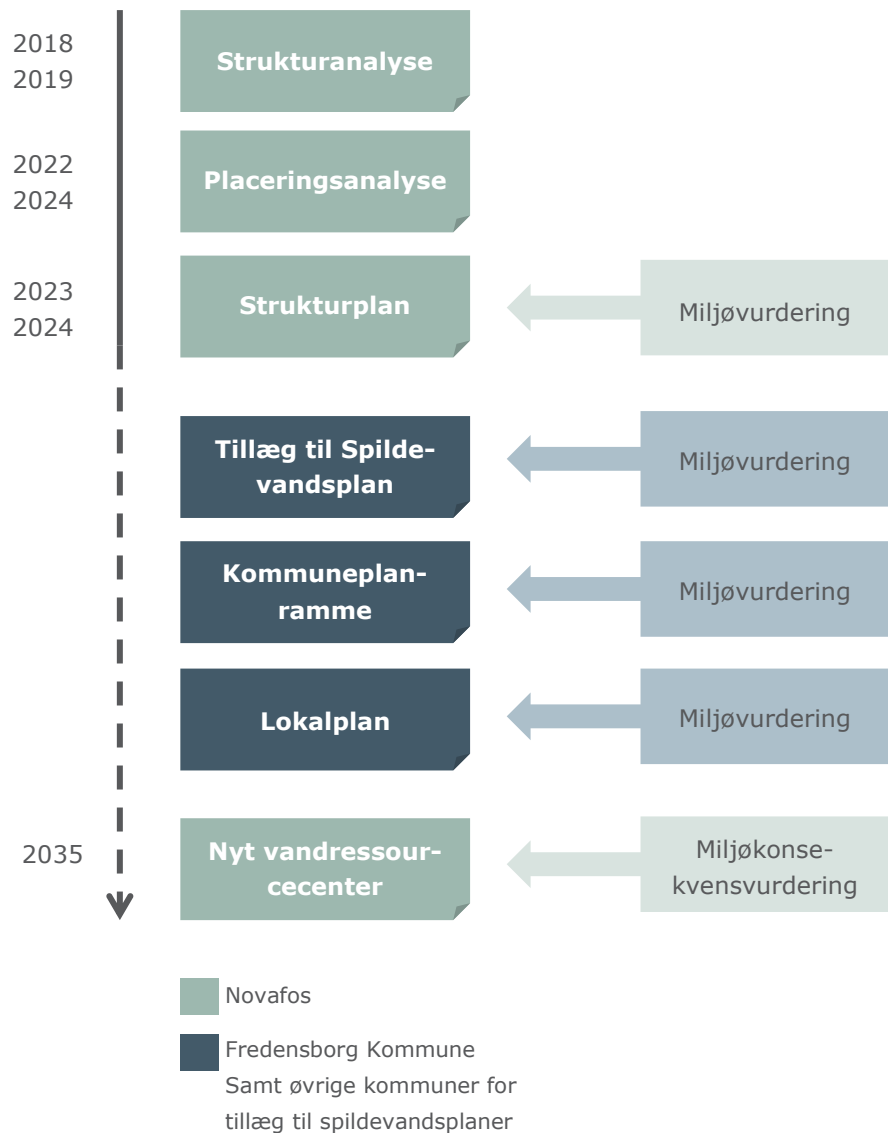 2018
2019
Strukturanalyse
2022
2024
Placeringsanalyse
2023
2024
Strukturplan
Miljøvurdering
Tillæg til Spilde-
vandsplan
Miljøvurdering
Kommuneplan-
ramme
Miljøvurdering
Lokalplan
Miljøvurdering
2035
Nyt vandressour-
cecenter
Miljøkonse-
kvensvurdering
Novafos
Fredensborg Kommune
Samt øvrige kommuner for
tillæg til spildevandsplaner